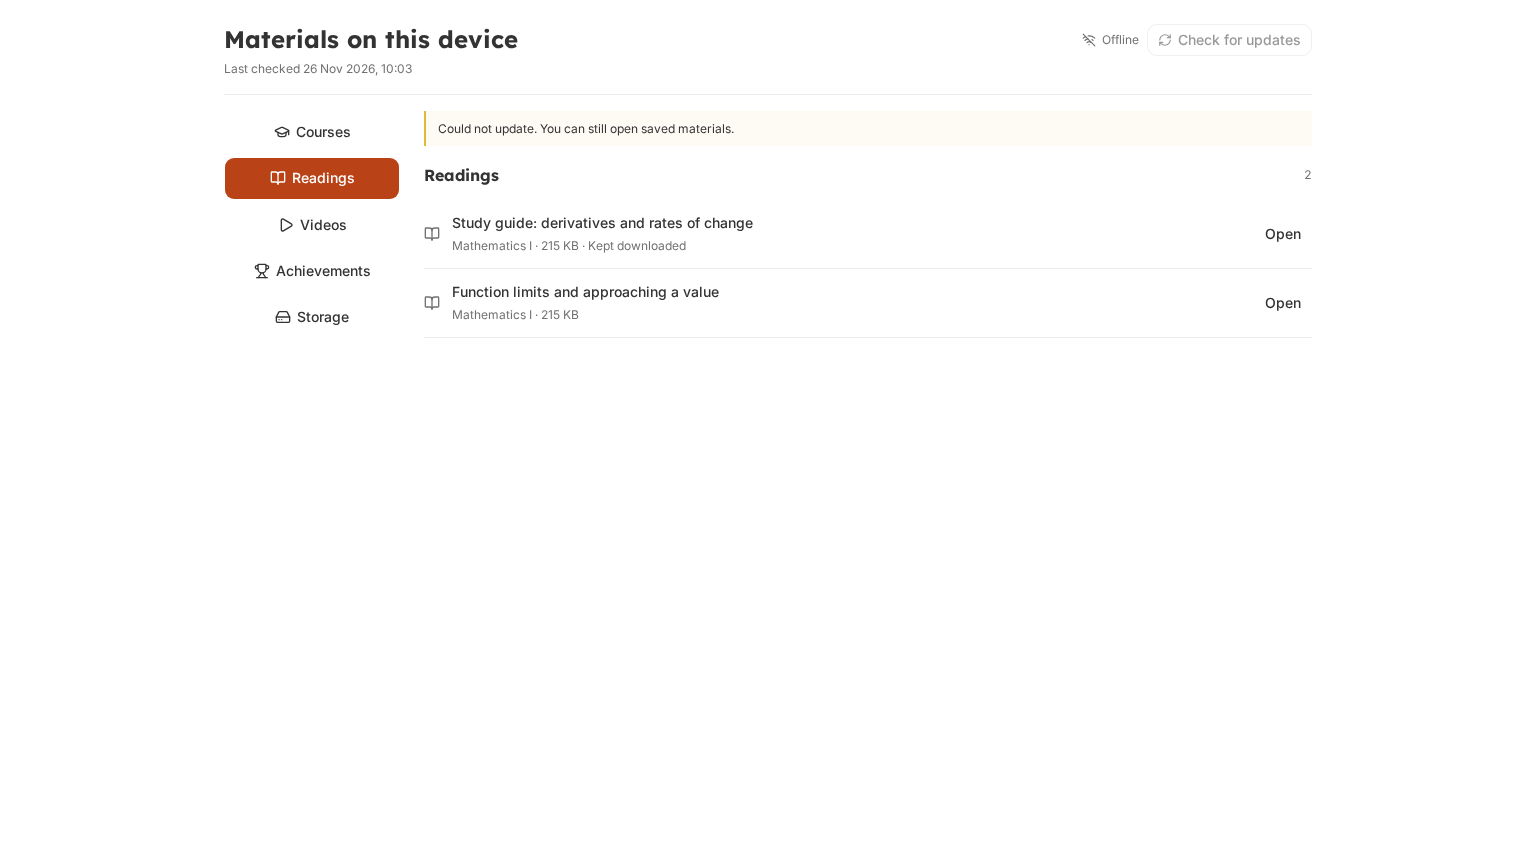 Materials on this device
Offline
Check for updates
Last checked 26 Nov 2026, 10:03
Courses
Readings
Videos
Achievements
Storage
Could not update. You can still open saved materials.
Readings
2
Study guide: derivatives and rates of change
Mathematics I · 215 KB · Kept downloaded
Open
Function limits and approaching a value
Mathematics I · 215 KB
Open